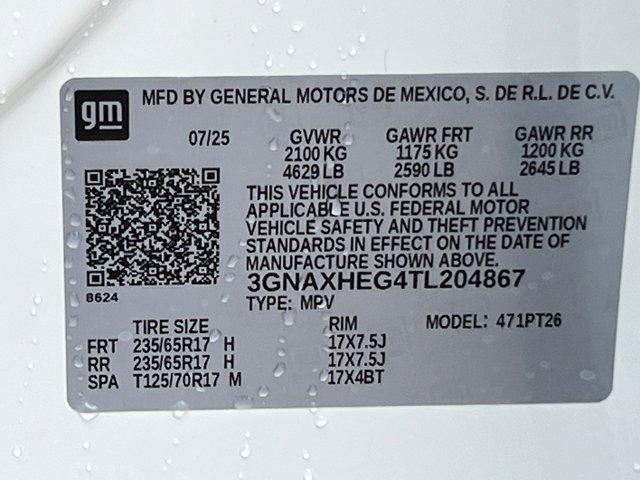 gm
MFD BY GENERAL MOTORS DE MEXICO, S. DE R.L. DE C.V.
07/25 GVWR GAWR FRT GAWR RR
2100 KG 1175 KG 1200 KG
4629 LB 2590 LB 2645 LB
THIS VEHICLE CONFORMS TO ALL
APPLICABLE U.S. FEDERAL MOTOR
VEHICLE SAFETY AND THEFT PREVENTION
STANDARDS IN EFFECT ON THE DATE OF
MANUFACTURE SHOWN ABOVE.
3GNAXHEG4TL204867
8624
TYPE: MPV
TIRE SIZE RIM MODEL: 471PT26
FRT 235/65R17 H 17X7.5J
RR 235/65R17 H 17X7.5J
SPA T125/70R17 M 17X4BT